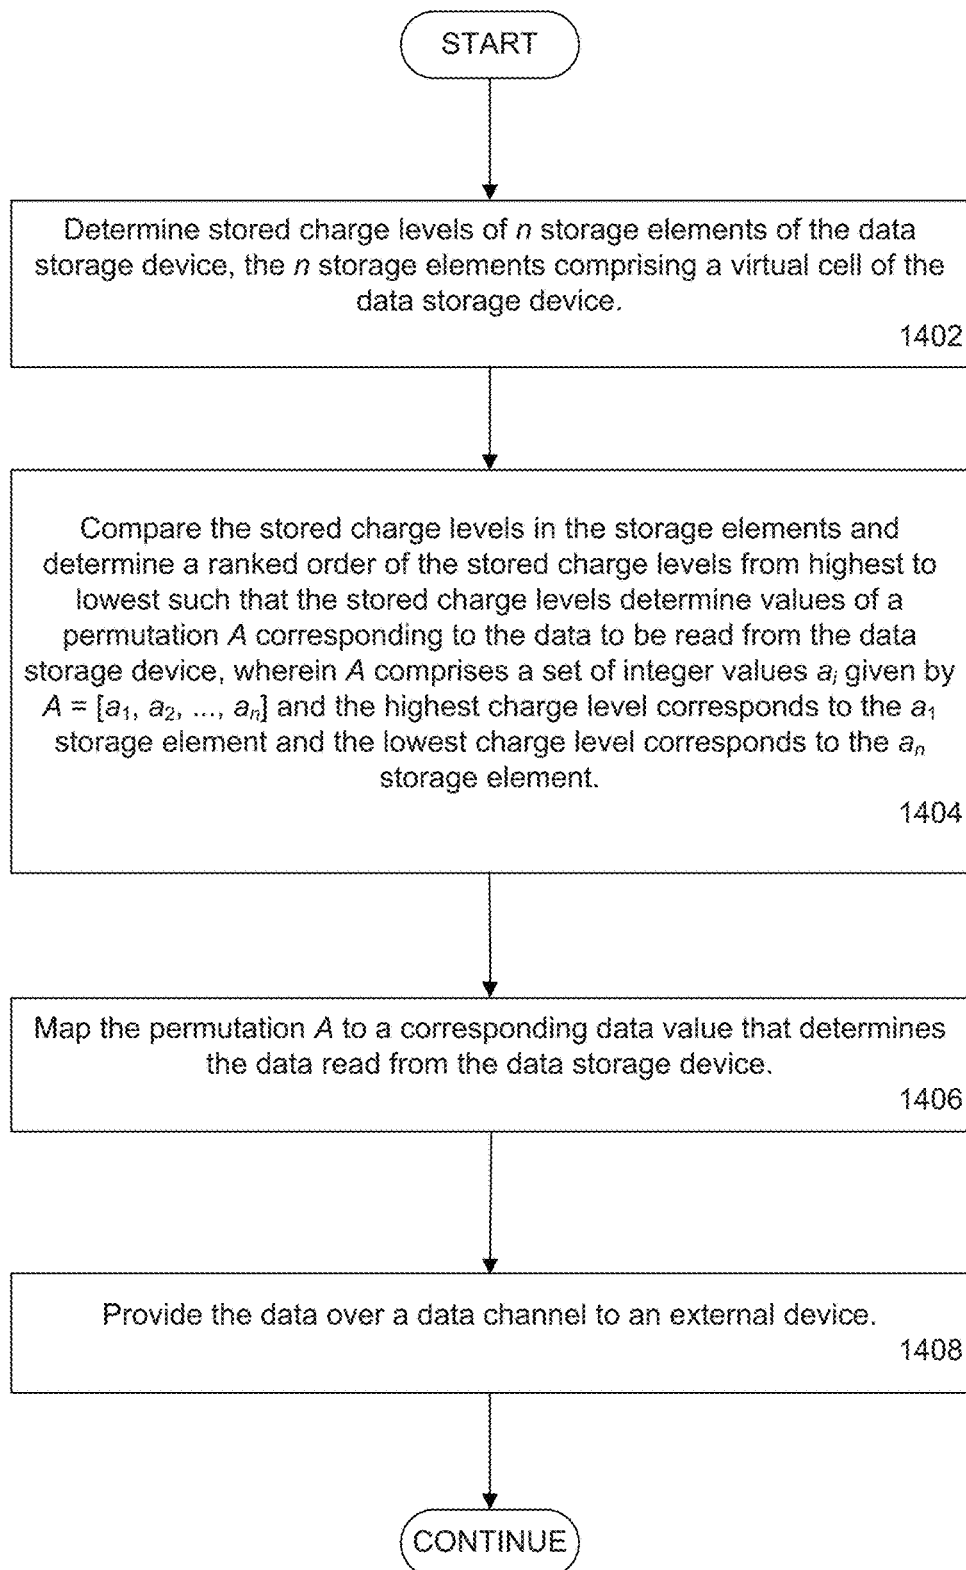 START
Determine stored charge levels of n storage elements of the data
storage device, the n storage elements comprising a virtual cell of the
data storage device.
1402
Compare the stored charge levels in the storage elements and
determine a ranked order of the stored charge levels from highest to
lowest such that the stored charge levels determine values of a
permutation A corresponding to the data to be read from the data
storage device, wherein A comprises a set of integer values aᵢ given by
A = [a₁, a₂, ..., aₙ] and the highest charge level corresponds to the a₁
storage element and the lowest charge level corresponds to the aₙ
storage element.
1404
Map the permutation A to a corresponding data value that determines
the data read from the data storage device.
1406
Provide the data over a data channel to an external device.
1408
CONTINUE